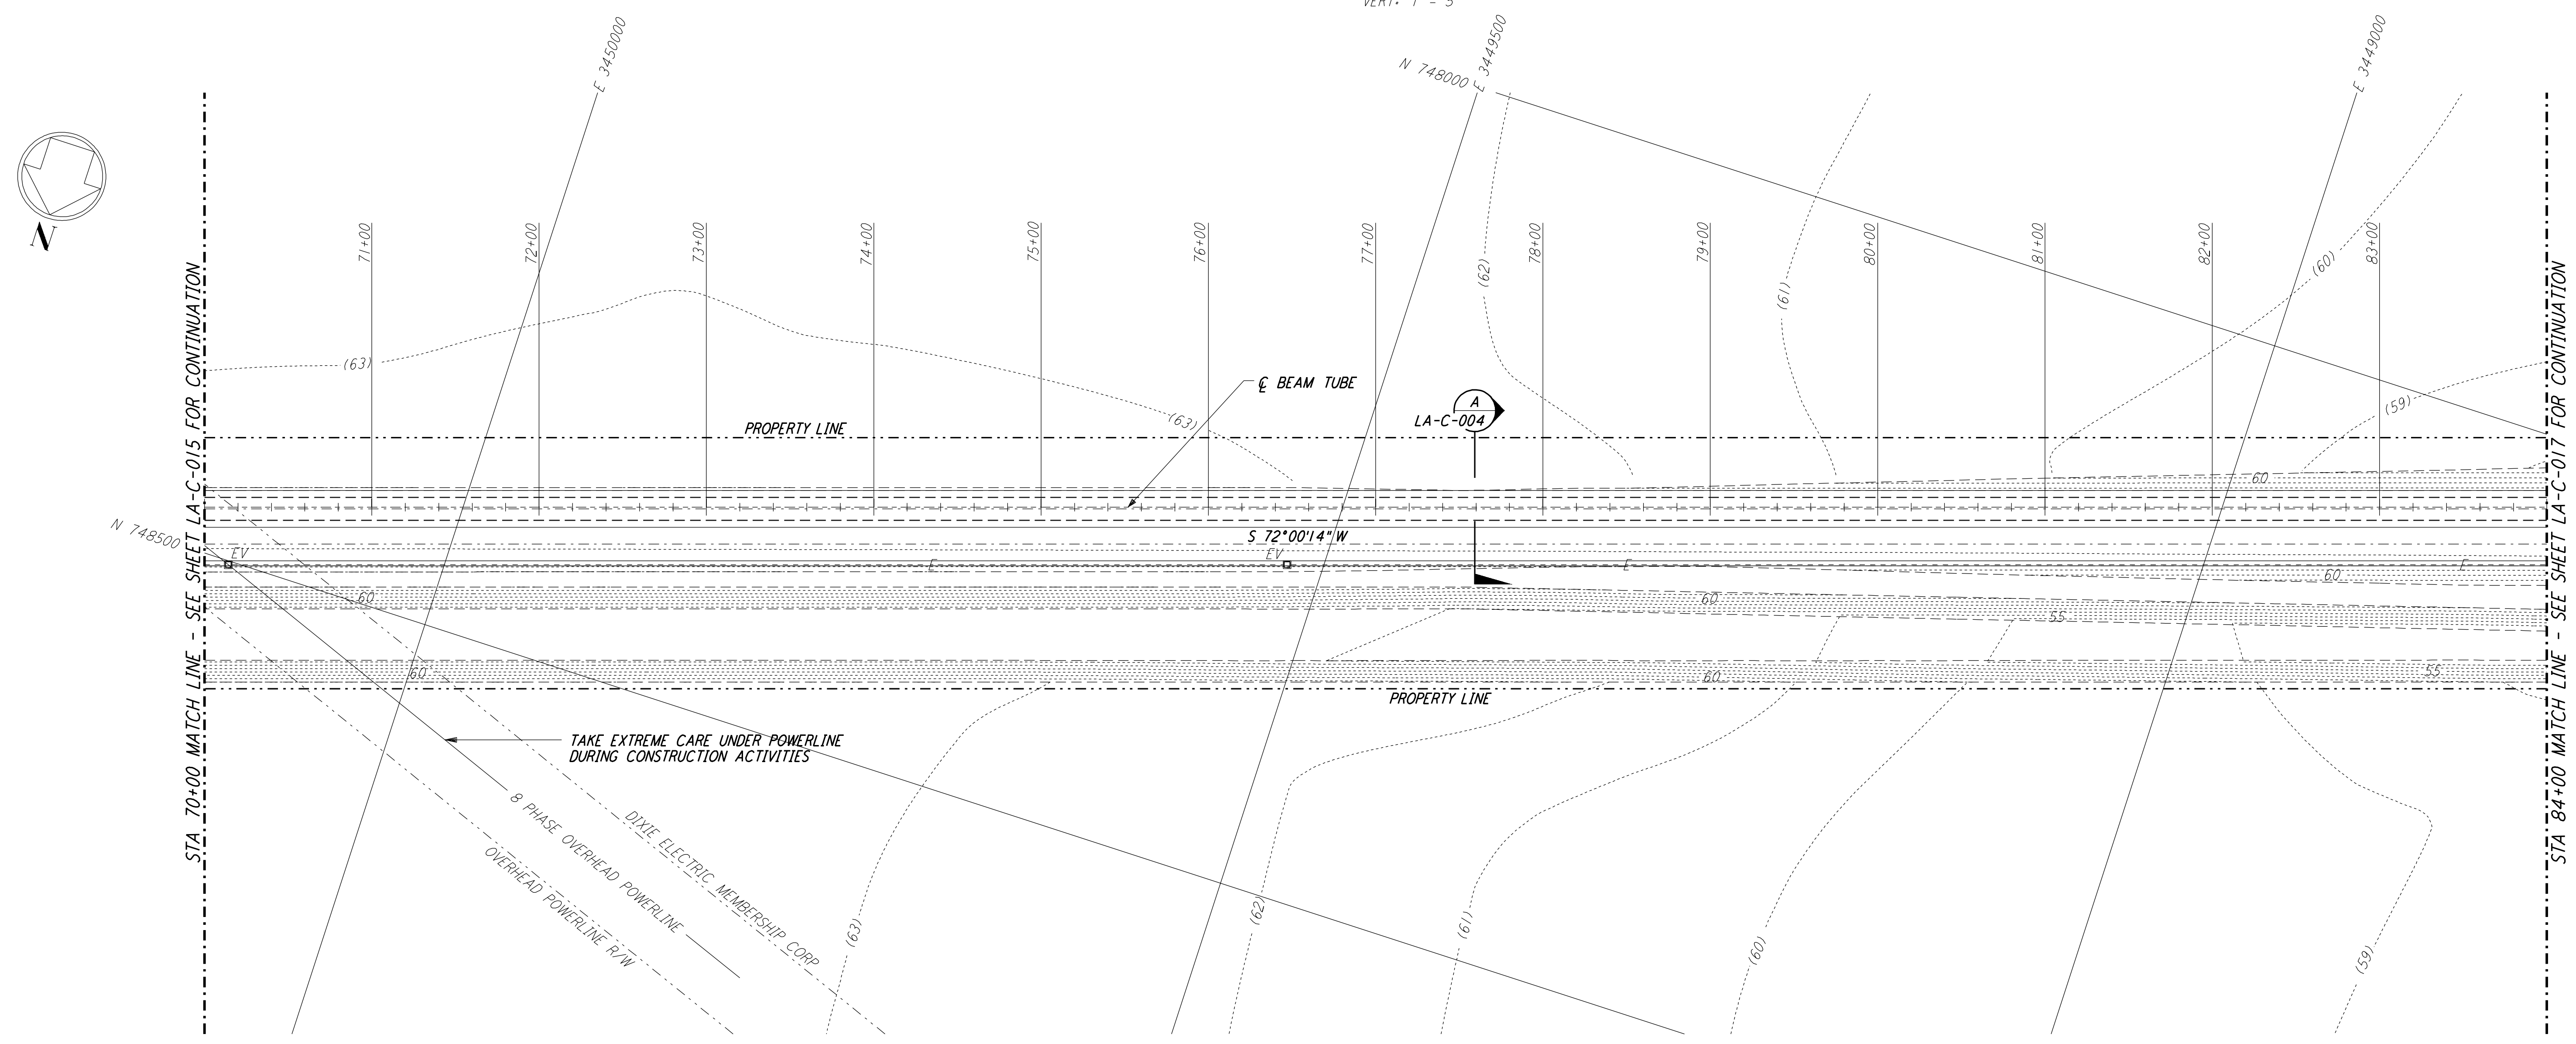 VERT: 1" = 5'
E 3450000
E 3449500
E 3449000
N 748000
N
71+00
72+00
73+00
74+00
75+00
76+00
77+00
78+00
79+00
80+00
81+00
82+00
83+00
(62)
(61)
(60)
(63)
(63)
(59)
℄ BEAM TUBE
A
LA-C-004
PROPERTY LINE
60
N 748500
S 72°00'14" W
EV
EV
E
E
E
60
60
60
55
60
60
55
PROPERTY LINE
TAKE EXTREME CARE UNDER POWERLINE
DURING CONSTRUCTION ACTIVITIES
8 PHASE OVERHEAD POWERLINE
DIXIE ELECTRIC MEMBERSHIP CORP
OVERHEAD POWERLINE R/W
(63)
(62)
(61)
(60)
(59)
STA 70+00 MATCH LINE - SEE SHEET LA-C-015 FOR CONTINUATION
STA 84+00 MATCH LINE - SEE SHEET LA-C-017 FOR CONTINUATION